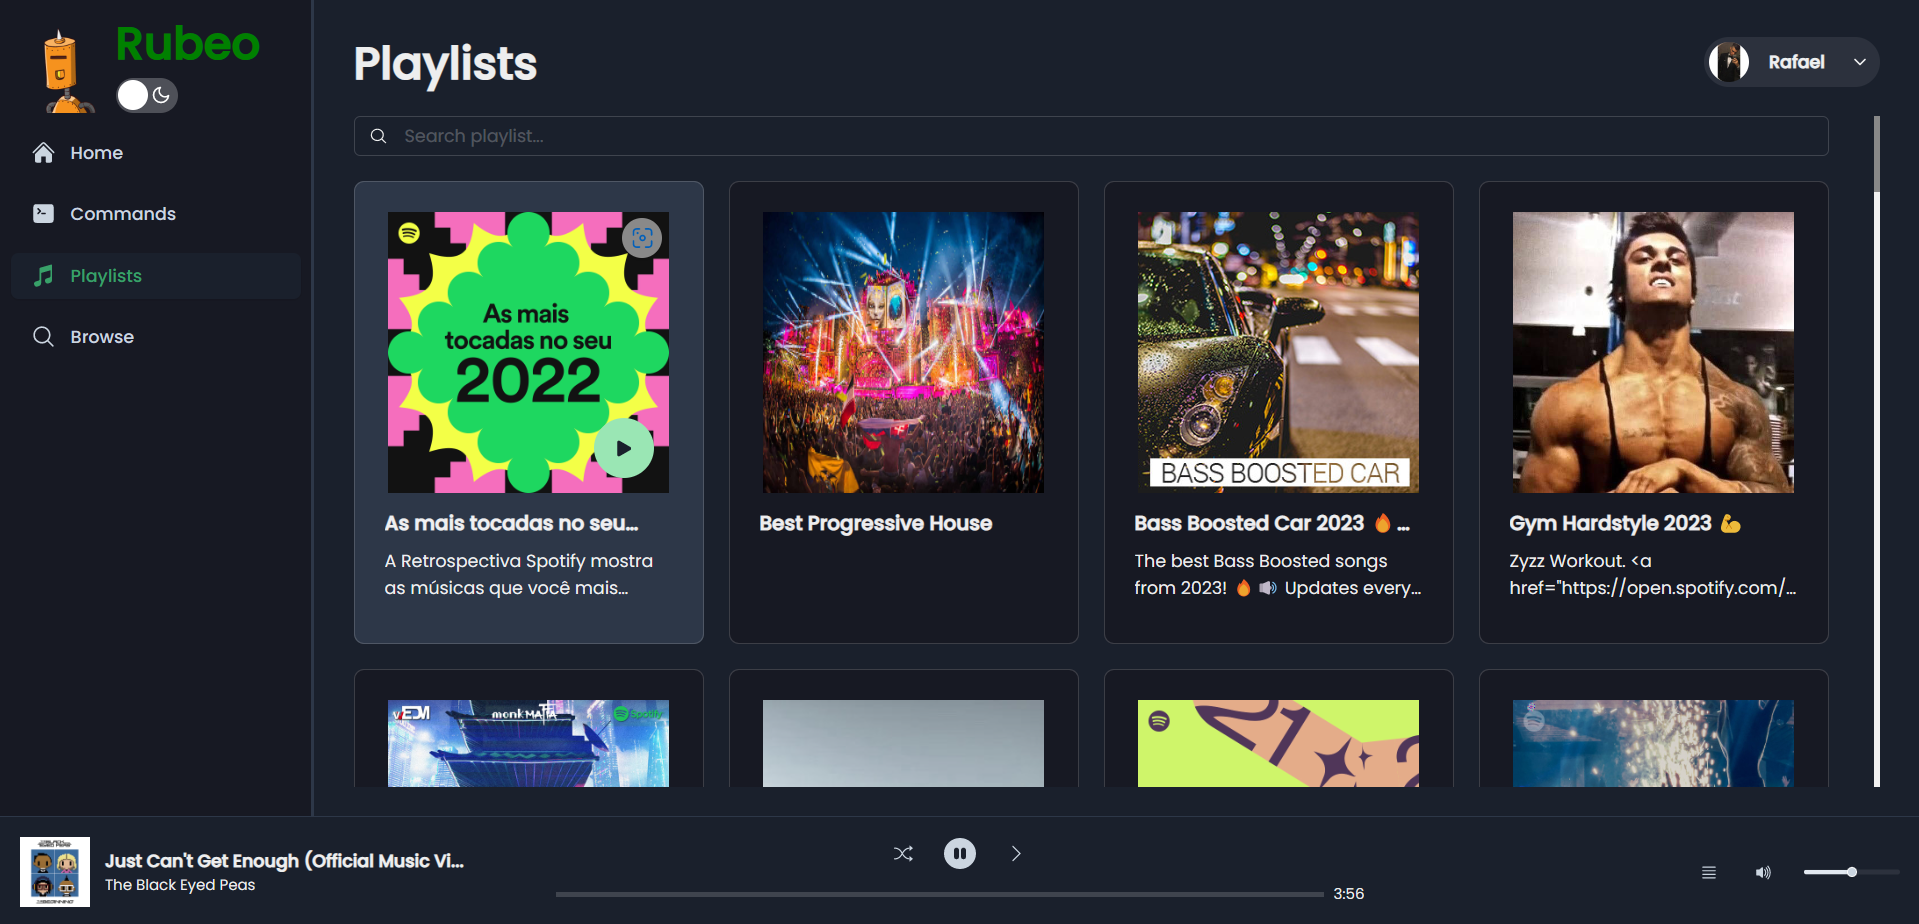 Rubeo
Home
Commands
Playlists
Browse
Playlists
Rafael
Search playlist...
As mais
tocadas no seu
2022
As mais tocadas no seu...
A Retrospectiva Spotify mostra
as músicas que você mais...
Best Progressive House
BASS BOOSTED CAR
Bass Boosted Car 2023 🔥 ...
The best Bass Boosted songs
from 2023! 🔥 🔊 Updates every...
Gym Hardstyle 2023 💪
Zyzz Workout. <a
href="https://open.spotify.com/...
EDM
Spotify
21
Just Can't Get Enough (Official Music Vi...
The Black Eyed Peas
3:56